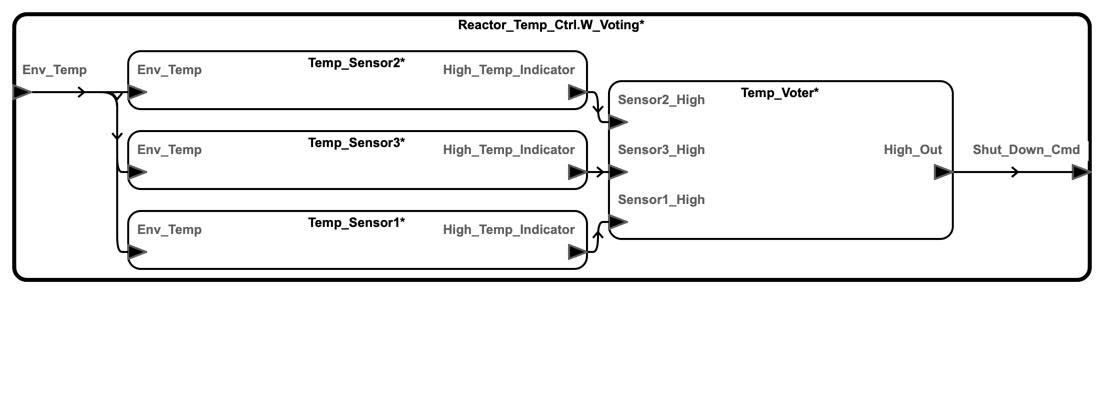 Reactor_Temp_Ctrl.W_Voting*
Env_Temp
Env_Temp
Temp_Sensor2*
High_Temp_Indicator
Env_Temp
Temp_Sensor3*
High_Temp_Indicator
Env_Temp
Temp_Sensor1*
High_Temp_Indicator
Temp_Voter*
Sensor2_High
Sensor3_High
Sensor1_High
High_Out
Shut_Down_Cmd